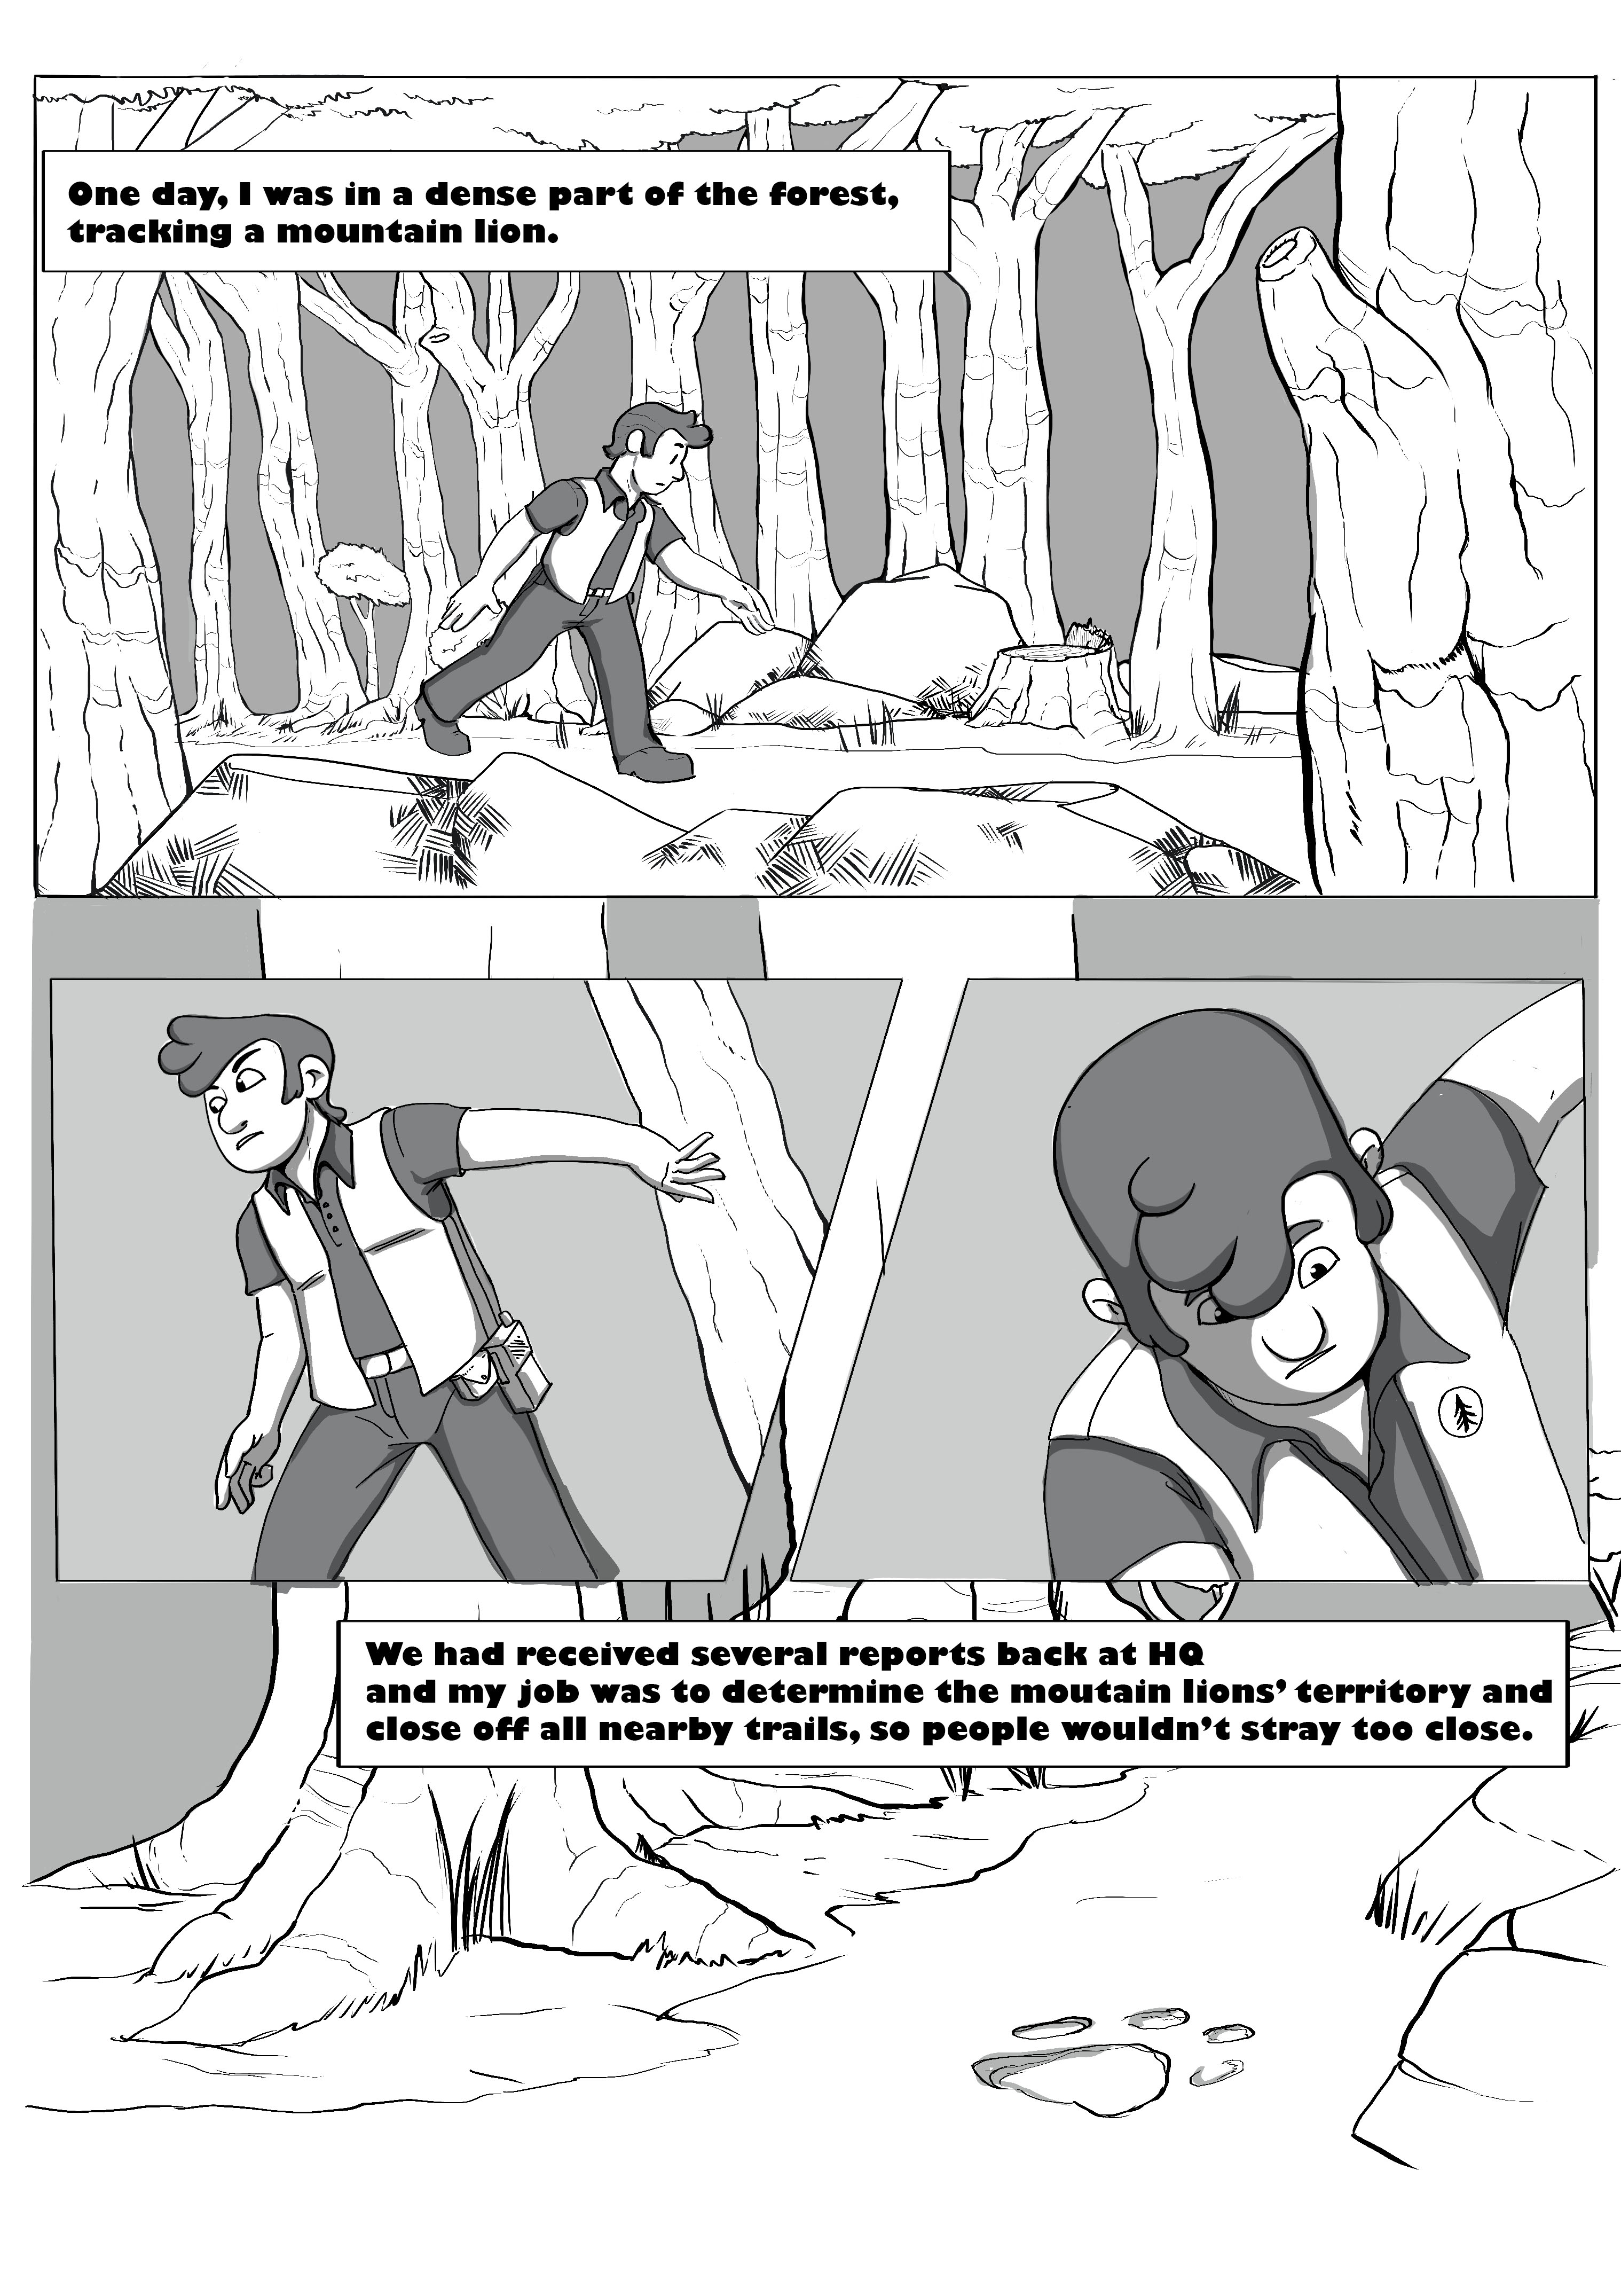 One day, I was in a dense part of the forest,
tracking a mountain lion.
We had received several reports back at HQ
and my job was to determine the moutain lions' territory and
close off all nearby trails, so people wouldn't stray too close.